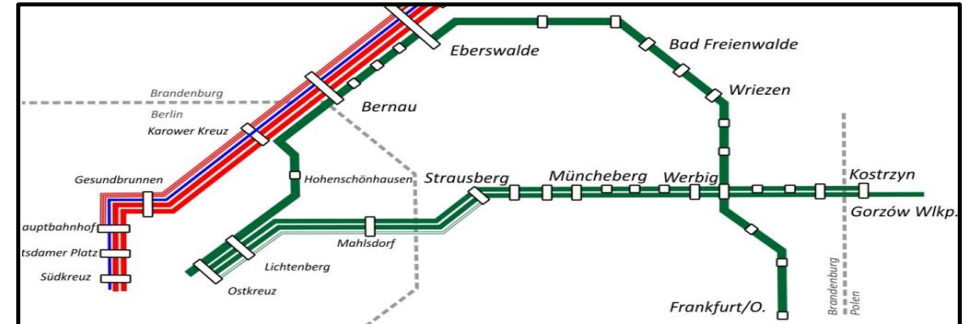 Eberswalde
Bad Freienwalde
Wriezen
Brandenburg
Bernau
Berlin
Karower Kreuz
Gesundbrunnen
Hohenschönhausen
Strausberg
Müncheberg
Werbig
Kostrzyn
Gorzów Wlkp.
auptbahnhof
Mahlsdorf
tsdamer Platz
Lichtenberg
Südkreuz
Ostkreuz
Frankfurt/O.
Brandenburg
Polen